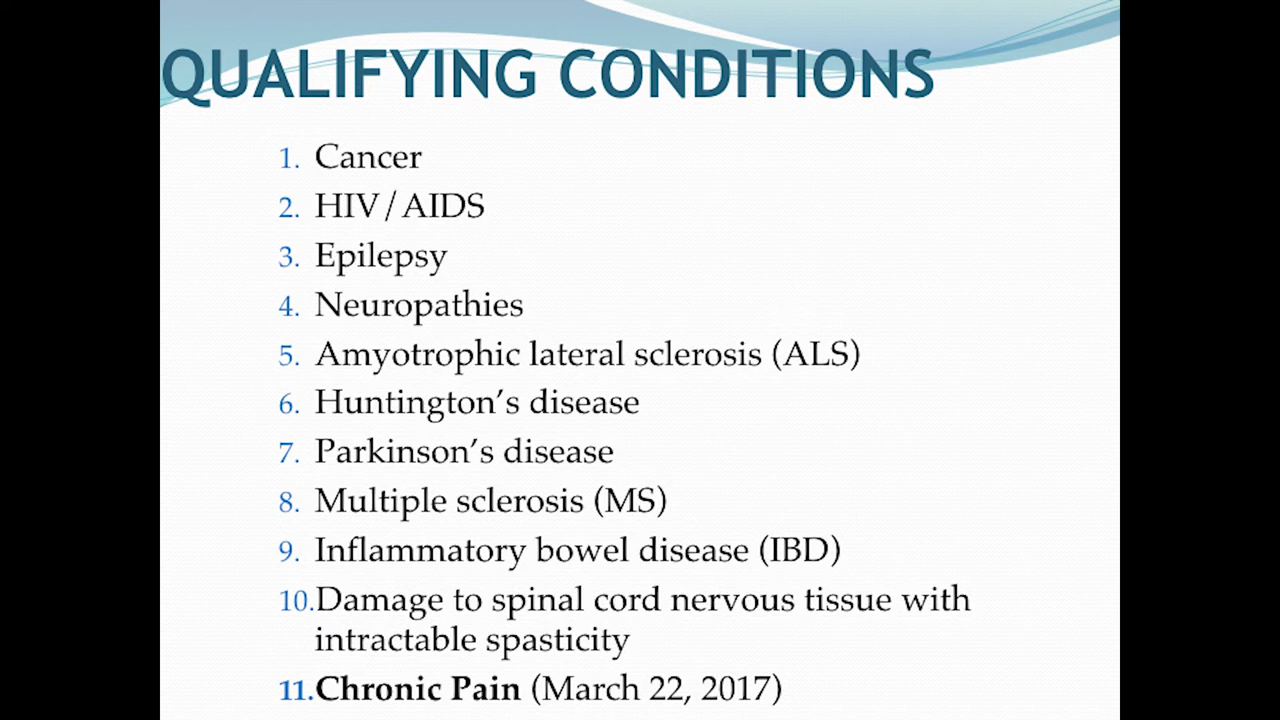 QUALIFYING CONDITIONS
1. Cancer
2. HIV/AIDS
3. Epilepsy
4. Neuropathies
5. Amyotrophic lateral sclerosis (ALS)
6. Huntington’s disease
7. Parkinson’s disease
8. Multiple sclerosis (MS)
9. Inflammatory bowel disease (IBD)
10. Damage to spinal cord nervous tissue with
intractable spasticity
11. Chronic Pain (March 22, 2017)